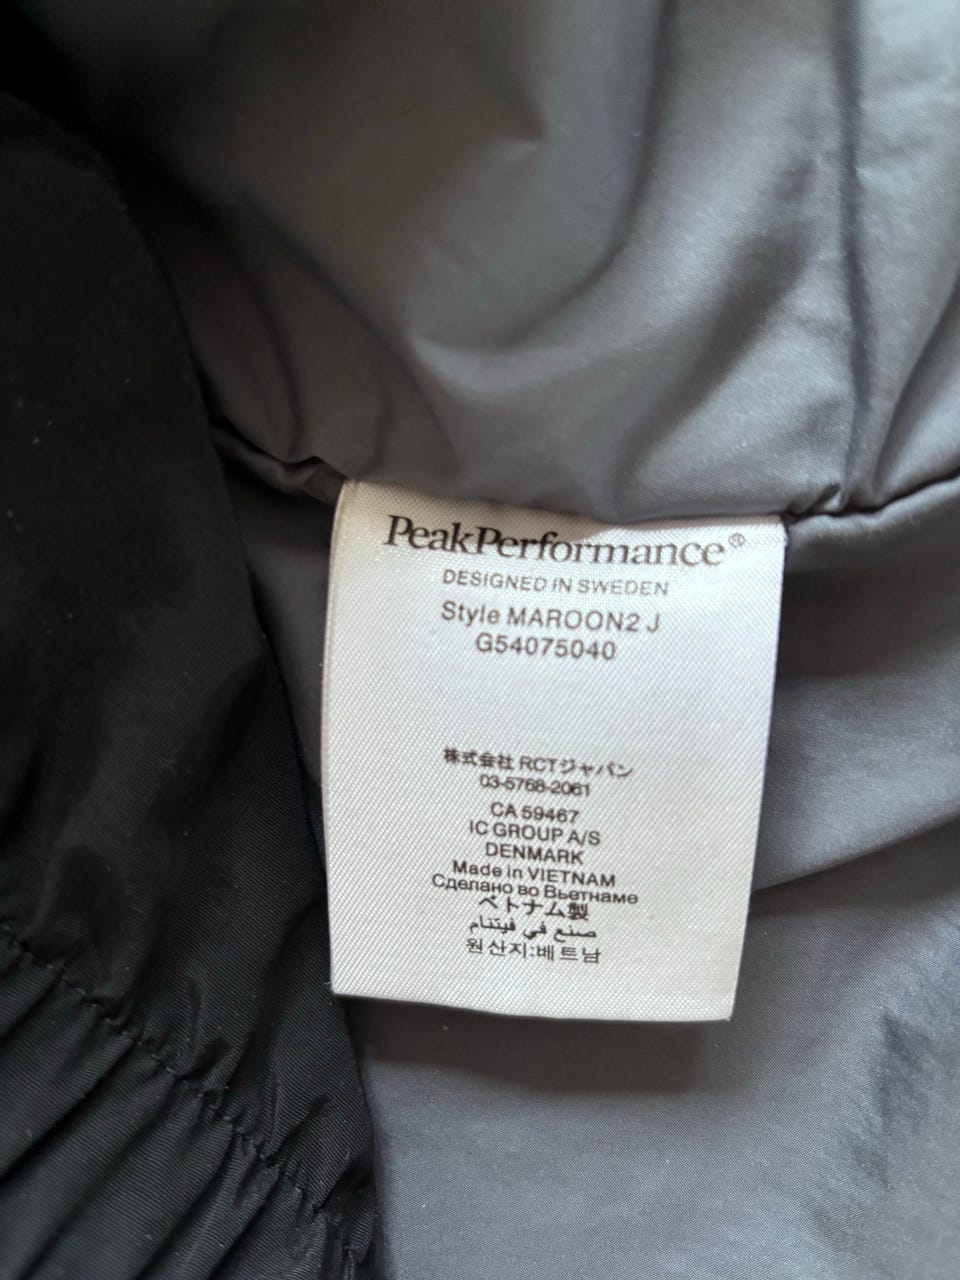 PeakPerformance®
DESIGNED IN SWEDEN
Style MAROON2 J
G54075040
株式会社 RCTジャパン
03-5768-2061
CA 59467
IC GROUP A/S
DENMARK
Made in VIETNAM
Сделано во Вьетнаме
ベトナム製
صنع في فيتنام
원산지:베트남